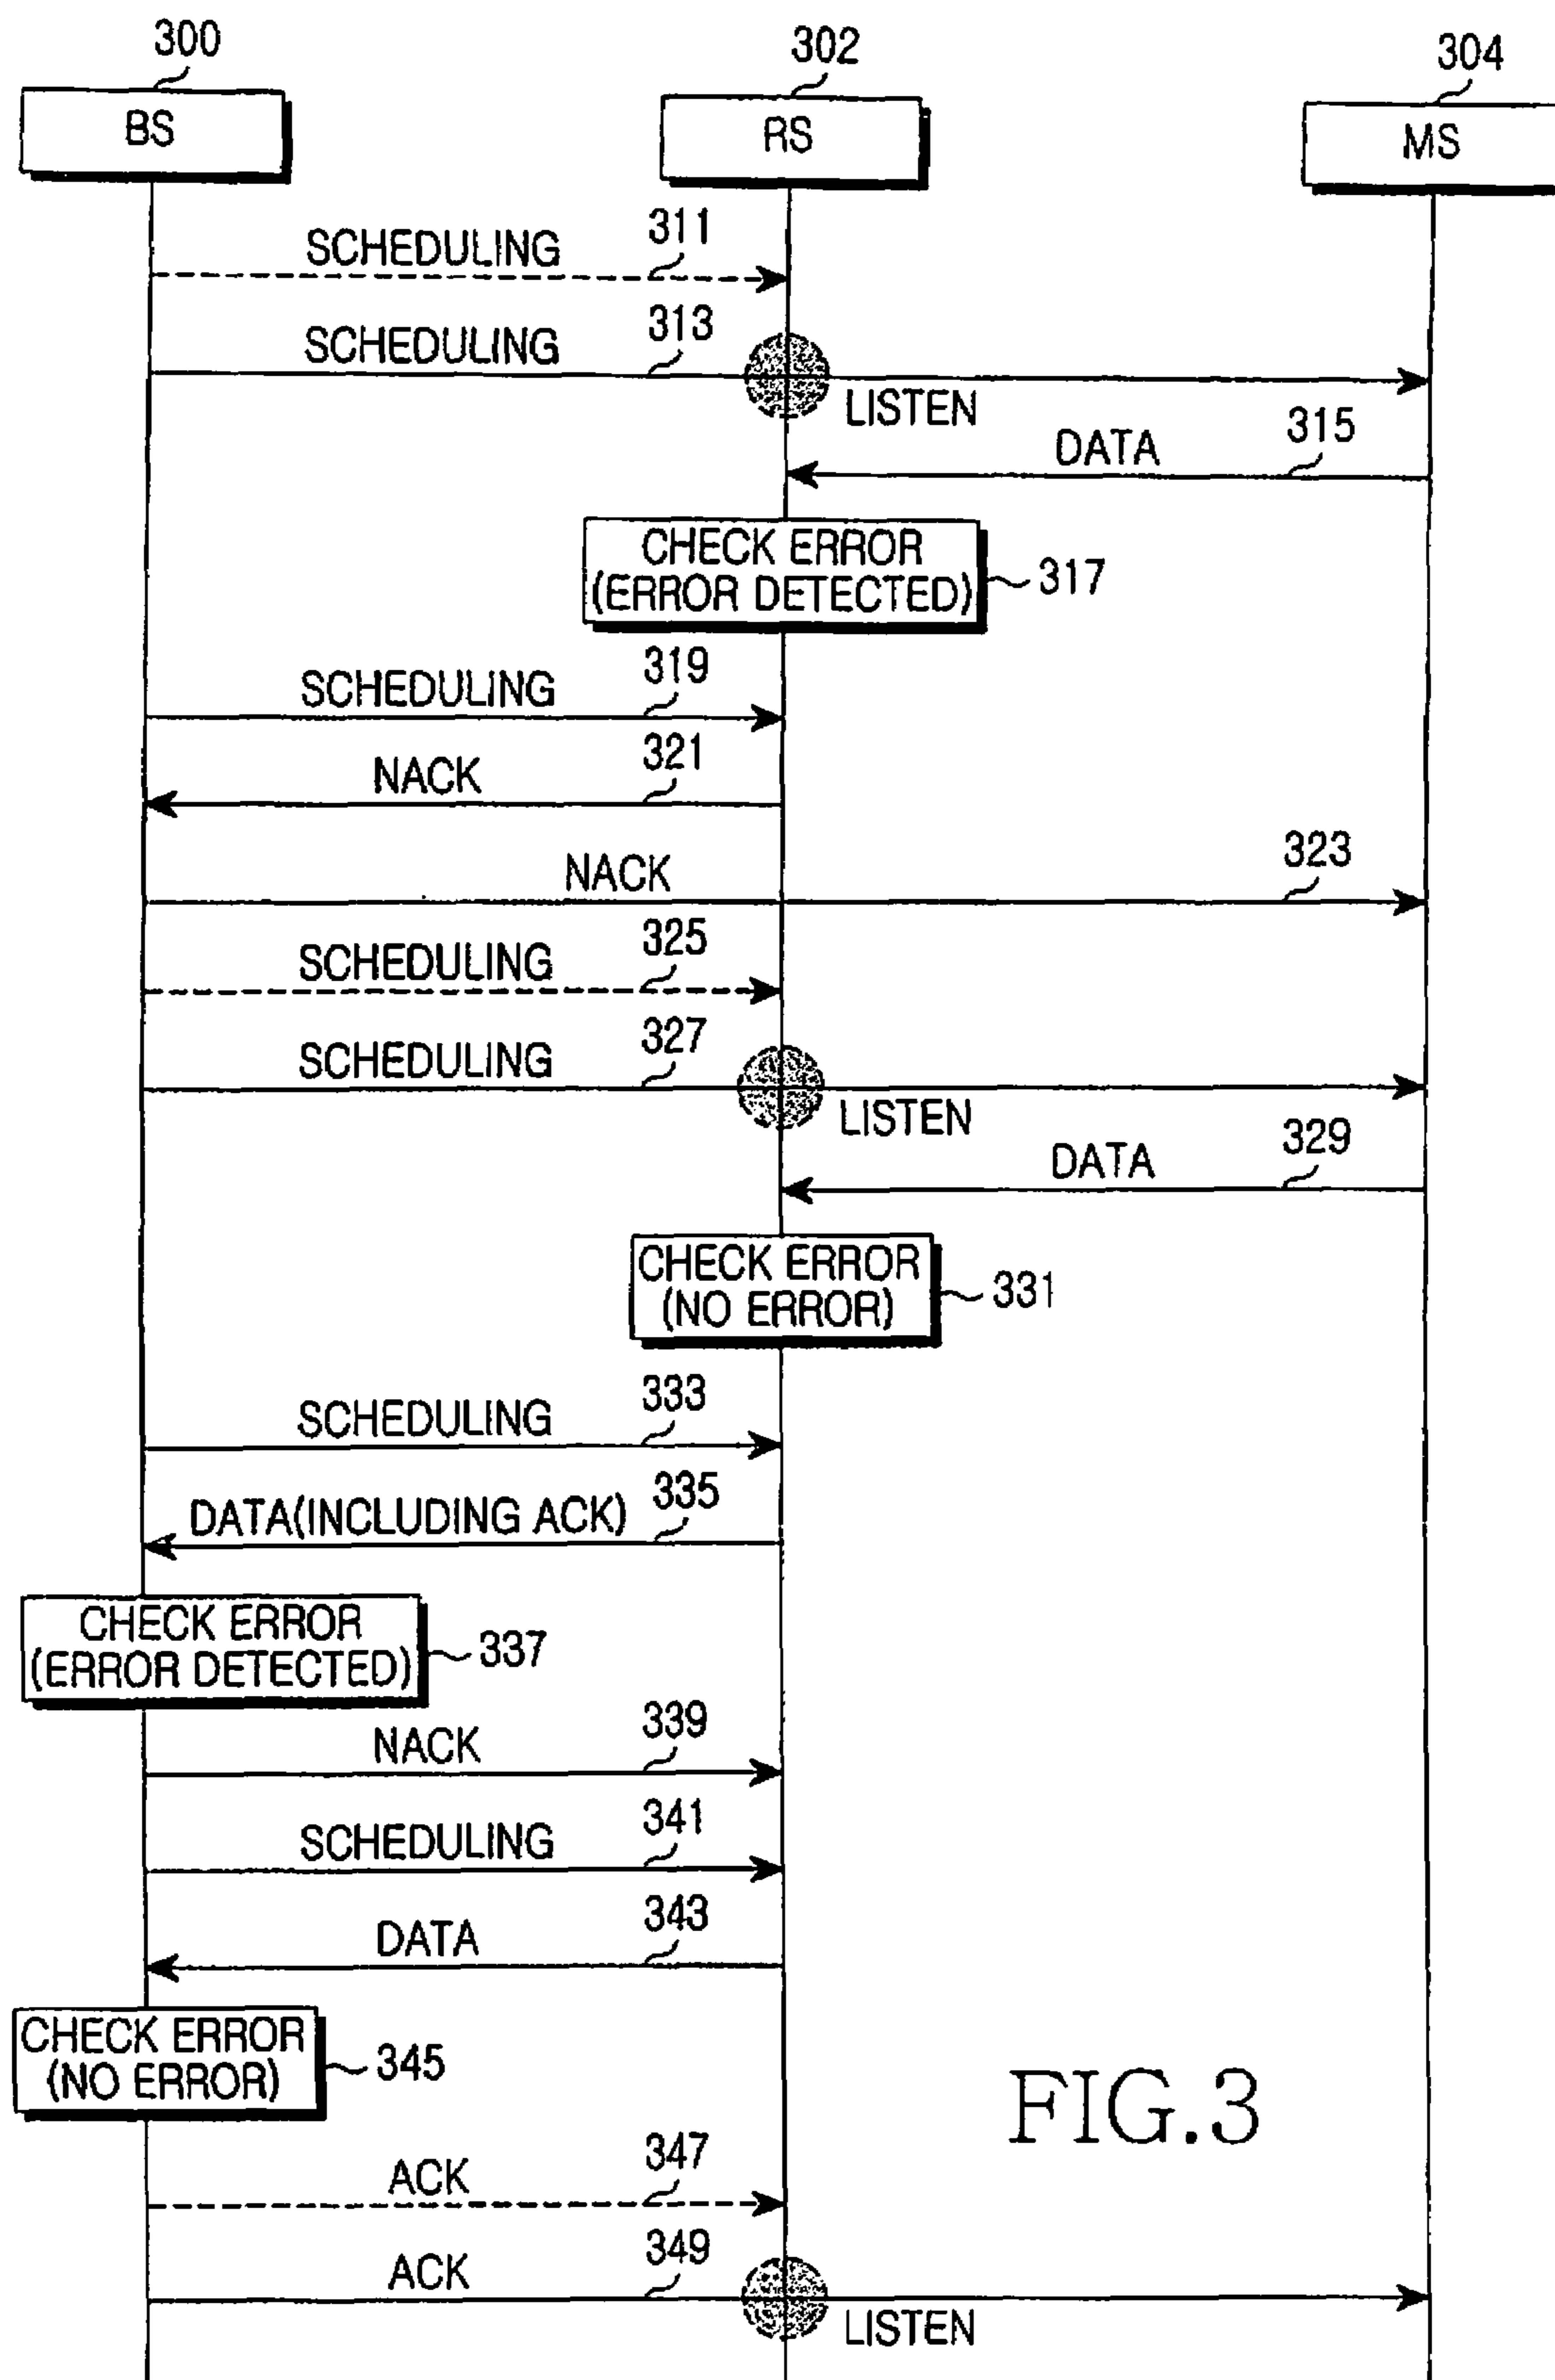 300
302
304
BS
RS
MS
SCHEDULING
311
SCHEDULING
313
LISTEN
DATA
315
CHECK ERROR
(ERROR DETECTED)
317
SCHEDULING
319
NACK
321
NACK
323
SCHEDULING
325
SCHEDULING
327
LISTEN
DATA
329
CHECK ERROR
(NO ERROR)
331
SCHEDULING
333
DATA(INCLUDING ACK)
335
CHECK ERROR
(ERROR DETECTED)
337
NACK
339
SCHEDULING
341
DATA
343
CHECK ERROR
(NO ERROR)
345
FIG.3
ACK
347
ACK
349
LISTEN